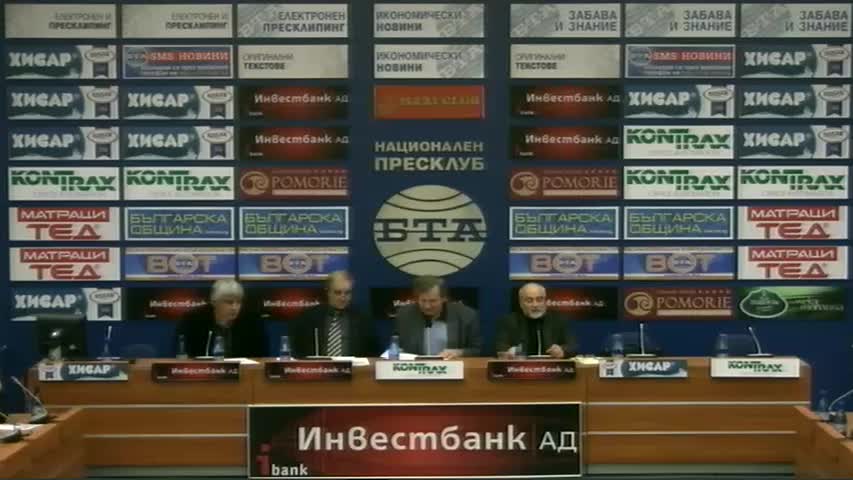 ЕЛЕКТРОНЕН И ПРЕСКЛИПИНГ
ЕЛЕКТРОНЕН И ПРЕСКЛИПИНГ
ЕЛЕКТРОНЕН И ПРЕСКЛИПИНГ
ИКОНОМИЧЕСКИ НОВИНИ
ЗАБАВА И ЗНАНИЕ
ЗАБАВА И ЗНАНИЕ
ЗАБАВА И ЗНАНИЕ
ХИСАР
SMS НОВИНИ
ОРИГИНАЛНИ ТЕКСТОВЕ
ИКОНОМИЧЕСКИ НОВИНИ
ОРИГИНАЛНИ ТЕКСТОВЕ
SMS НОВИНИ
ХИСАР
ХИСАР
ХИСАР
ИНВЕСТБАНК АД
ИНВЕСТБАНК АД
ХИСАР
ХИСАР
ХИСАР
ХИСАР
ИНВЕСТБАНК АД
НАЦИОНАЛЕН
ПРЕСКЛУБ
ИНВЕСТБАНК АД
KONTRAX
ХИСАР
KONTRAX
KONTRAX
POMORIE
POMORIE
KONTRAX
KONTRAX
МАТРАЦИ ТЕД
БЪЛГАРСКА ОБЩИНА
БЪЛГАРСКА ОБЩИНА
БТА
БЪЛГАРСКА ОБЩИНА
БЪЛГАРСКА ОБЩИНА
МАТРАЦИ ТЕД
МАТРАЦИ ТЕД
ВОТ
ВОТ
ВОТ
ВОТ
МАТРАЦИ ТЕД
ХИСАР
POMORIE
ХИСАР
ИНВЕСТБАНК АД
ИНВЕСТБАНК АД
KONTRAX
ИНВЕСТБАНК АД
ХИСАР
KONTRAX
ИНВЕСТБАНК АД
ibank